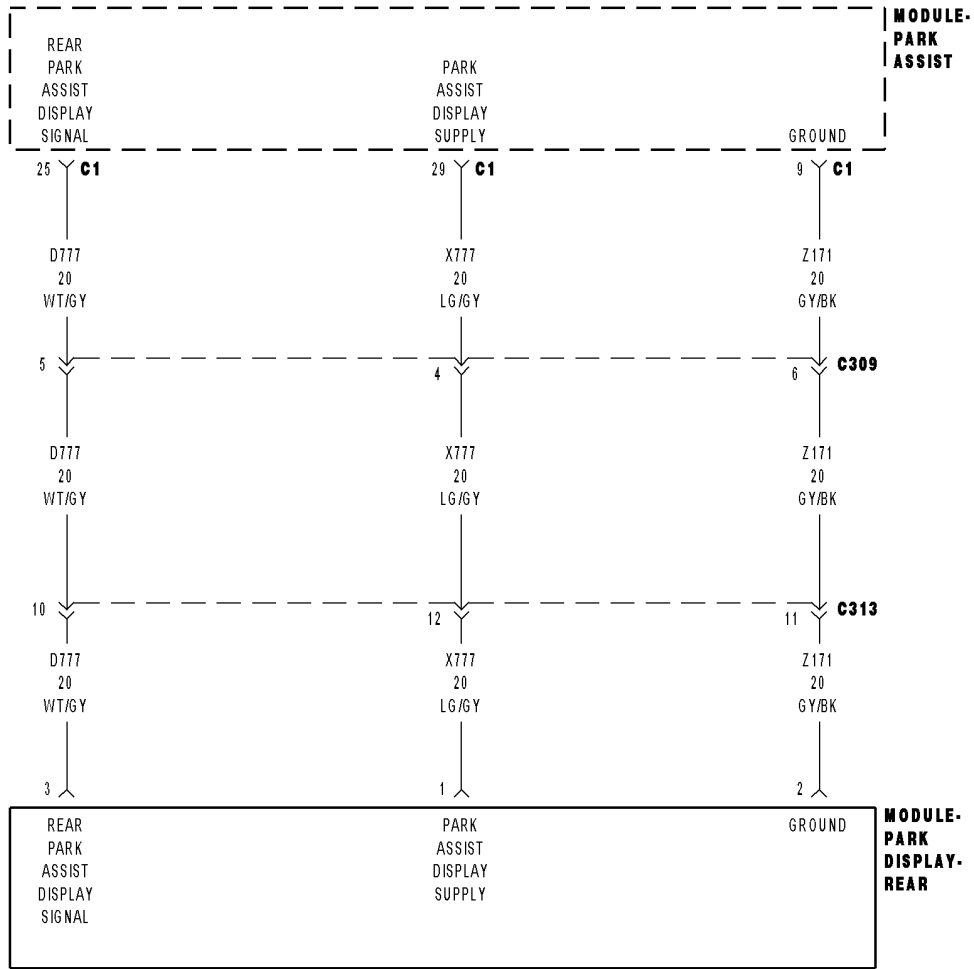 MODULE-
PARK
ASSIST
REAR
PARK
ASSIST
DISPLAY
SIGNAL
PARK
ASSIST
DISPLAY
SUPPLY
GROUND
25 C1
29 C1
9 C1
D777
20
WT/GY
X777
20
LG/GY
Z171
20
GY/BK
5
4
6
C309
D777
20
WT/GY
X777
20
LG/GY
Z171
20
GY/BK
10
12
11
C313
D777
20
WT/GY
X777
20
LG/GY
Z171
20
GY/BK
3
1
2
REAR
PARK
ASSIST
DISPLAY
SIGNAL
PARK
ASSIST
DISPLAY
SUPPLY
GROUND
MODULE-
PARK
DISPLAY-
REAR